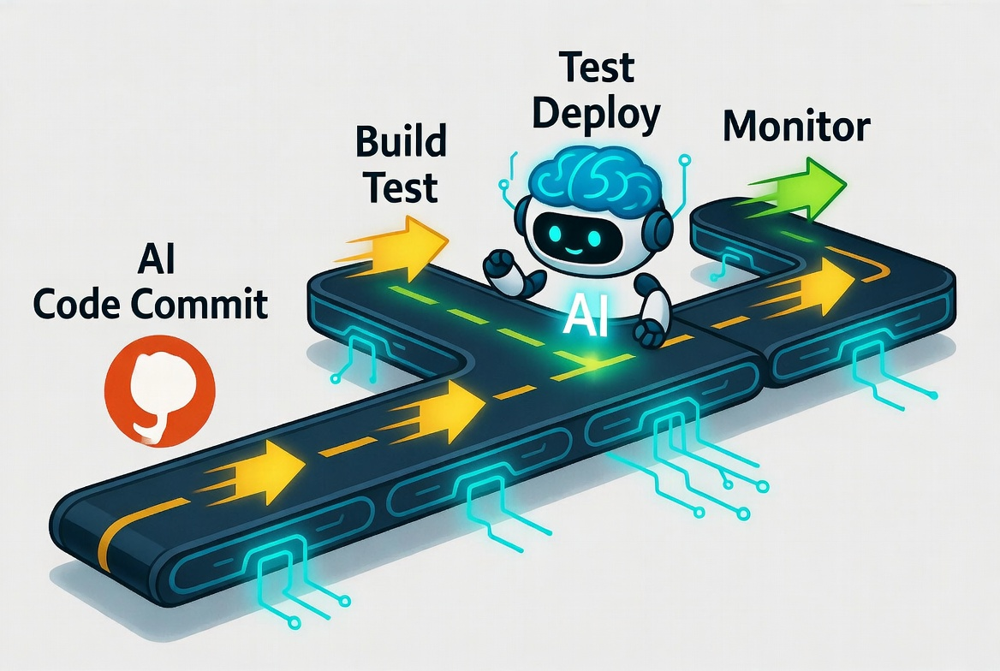 AI
Code Commit
Build
Test
Test
Deploy
Monitor
AI